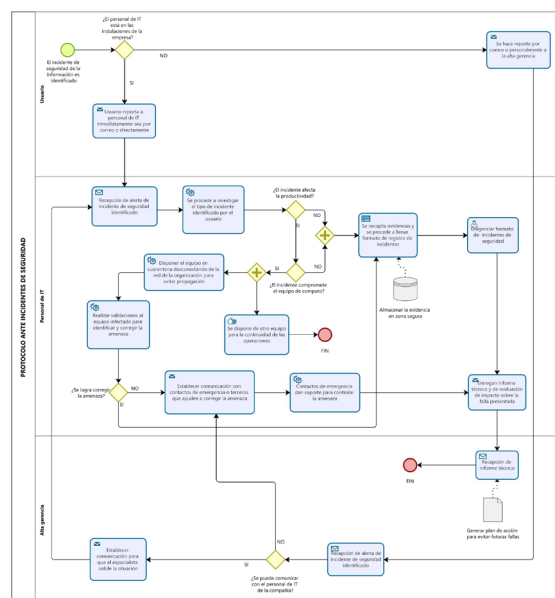 PROTOCOLO ANTE INCIDENTES DE SEGURIDAD
Usuario
¿El personal de IT
está en las
instalaciones de la
empresa?
El incidente de
seguridad de la
información es
identificado
NO
SI
Se hace reporte por
correo o personalmente a
la alta gerencia
Usuario reporta a
personal de IT
inmediatamente sea por
correo o directamente
Personal de IT
Recepción de alerta de
incidente de seguridad
identificado
Se procede a investigar
el tipo de incidente
identificado por el
usuario
¿El incidente afecta
la productividad?
NO
SI
NO
Se recopila evidencias y
se procede a llenar
formato de registro de
incidentes
Diligenciar formato
de incidentes de
seguridad
Disponer el equipo en
cuarentena desconectándo de la
red de la organización para
evitar propagación
¿El incidente compromete
el equipo de computo?
Almacenar la evidencia
en zona segura
Realizar validaciones al
equipo infectado para
identificar y corregir la
amenaza
Se dispone de otro equipo
para la continuidad de las
operaciones
FIN
¿Se logra corregir
la amenaza?
NO
SI
Establecer comunicación con
contactos de emergencia o terceros
que ayuden a corregir la amenaza
Contactos de emergencia
dan soporte para controlar
la amenaza
Entregan informe
técnico y de evaluación
de impacto sobre la
falla presentada
Alta gerencia
Recepción de
informe técnico
FIN
Generar plan de acción
para evitar futuras fallas
NO
SI
Establecer
comunicación para
que el especialista
valide la situación
¿Se puede comunicar
con el personal de IT
de la compañía?
Recepción de alerta de
incidente de seguridad
identificado